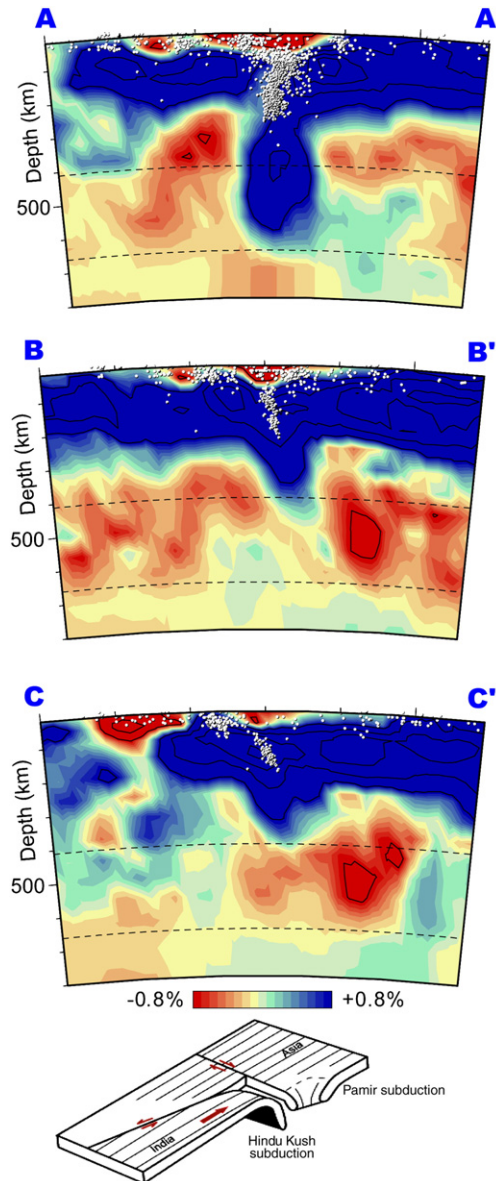 A A
Depth (km)
500
B B'
Depth (km)
500
C C'
Depth (km)
500
-0.8% +0.8%
Asia
Pamir subduction
India
Hindu Kush
subduction